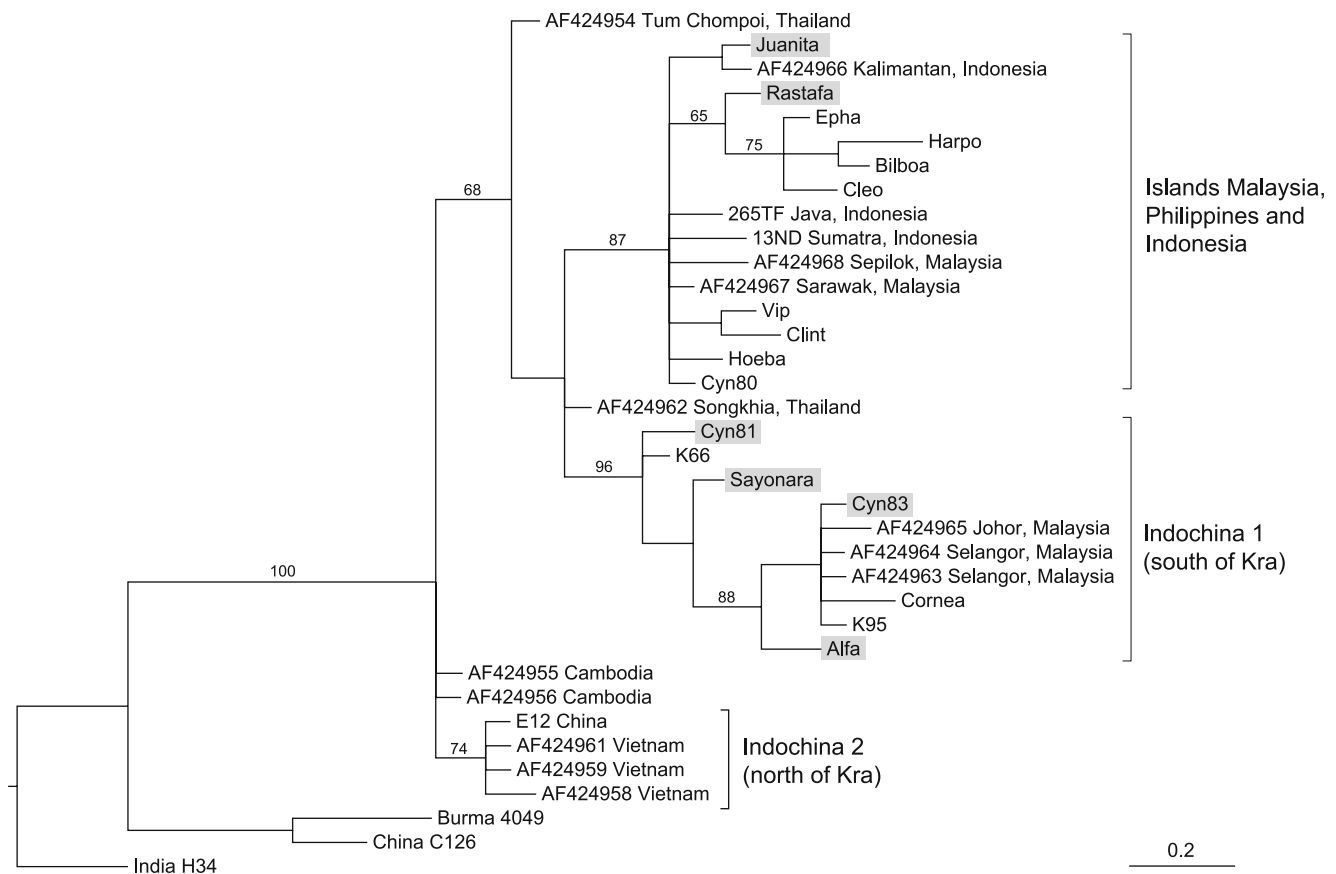 AF424954 Tum Chompoi, Thailand
Juanita
AF424966 Kalimantan, Indonesia
Rastafa
65
Epha
Harpo
75
Bilboa
Cleo
68
Islands Malaysia,
Philippines and
Indonesia
265TF Java, Indonesia
87
13ND Sumatra, Indonesia
AF424968 Sepilok, Malaysia
AF424967 Sarawak, Malaysia
Vip
Clint
Hoeba
Cyn80
AF424962 Songkhia, Thailand
Cyn81
K66
96
Sayonara
Cyn83
AF424965 Johor, Malaysia
AF424964 Selangor, Malaysia
AF424963 Selangor, Malaysia
Indochina 1
(south of Kra)
100
88
Cornea
K95
Alfa
AF424955 Cambodia
AF424956 Cambodia
E12 China
74
AF424961 Vietnam
AF424959 Vietnam
AF424958 Vietnam
Indochina 2
(north of Kra)
Burma 4049
China C126
India H34
0.2